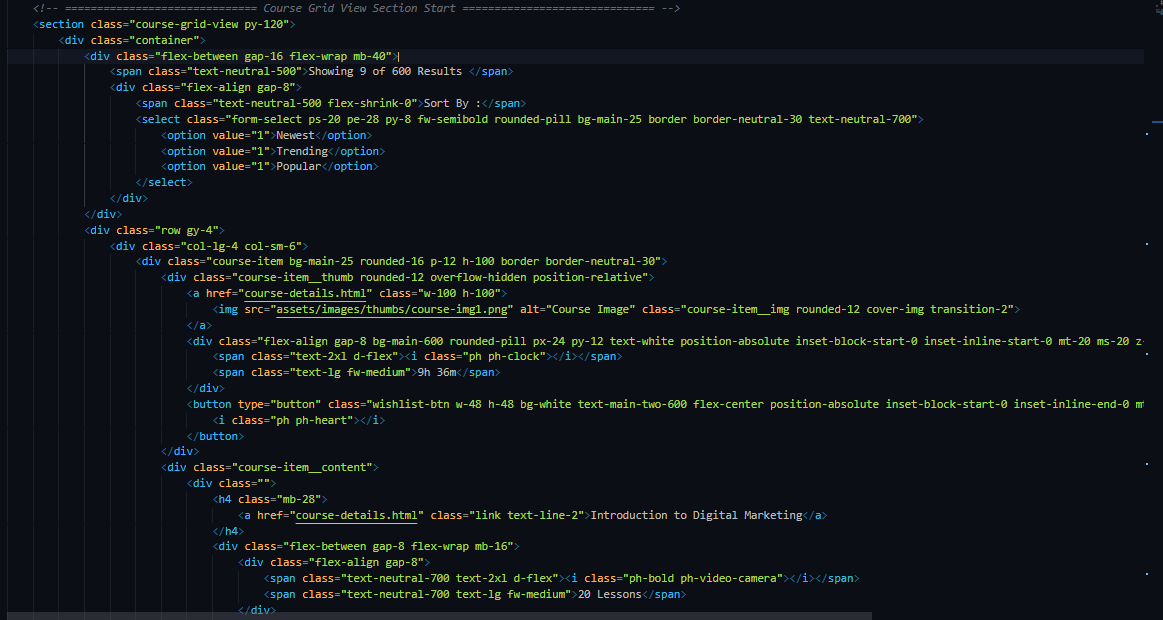 <!-- ============================== Course Grid View Section Start ============================== -->
<section class="course-grid-view py-120">
<div class="container">
<div class="flex-between gap-16 flex-wrap mb-40">
<span class="text-neutral-500">Showing 9 of 600 Results </span>
<div class="flex-align gap-8">
<span class="text-neutral-500 flex-shrink-0">Sort By :</span>
<select class="form-select ps-20 pe-28 py-8 fw-semibold rounded-pill bg-main-25 border border-neutral-30 text-neutral-700">
<option value="1">Newest</option>
<option value="1">Trending</option>
<option value="1">Popular</option>
</select>
</div>
</div>
<div class="row gy-4">
<div class="col-lg-4 col-sm-6">
<div class="course-item bg-main-25 rounded-16 p-12 h-100 border border-neutral-30">
<div class="course-item__thumb rounded-12 overflow-hidden position-relative">
<a href="course-details.html" class="w-100 h-100">
<img src="assets/images/thumbs/course-img1.png" alt="Course Image" class="course-item__img rounded-12 cover-img transition-2">
</a>
<div class="flex-align gap-8 bg-main-600 rounded-pill px-24 py-12 text-white position-absolute inset-block-start-0 inset-inline-start-0 mt-20 ms-20 z-
<span class="text-2xl d-flex"><i class="ph ph-clock"></i></span>
<span class="text-lg fw-medium">9h 36m</span>
</div>
<button type="button" class="wishlist-btn w-48 h-48 bg-white text-main-two-600 flex-center position-absolute inset-block-start-0 inset-inline-end-0 m
<i class="ph ph-heart"></i>
</button>
</div>
<div class="course-item__content">
<div class="">
<h4 class="mb-28">
<a href="course-details.html" class="link text-line-2">Introduction to Digital Marketing</a>
</h4>
<div class="flex-between gap-8 flex-wrap mb-16">
<div class="flex-align gap-8">
<span class="text-neutral-700 text-2xl d-flex"><i class="ph-bold ph-video-camera"></i></span>
<span class="text-neutral-700 text-lg fw-medium">20 Lessons</span>
</div>